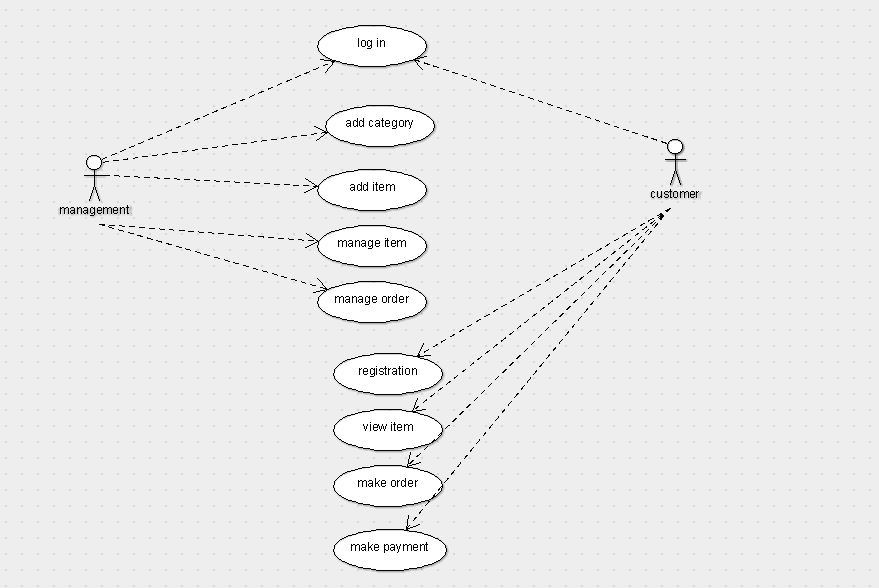 log in
add category
add item
management
customer
manage item
manage order
registration
view item
make order
make payment